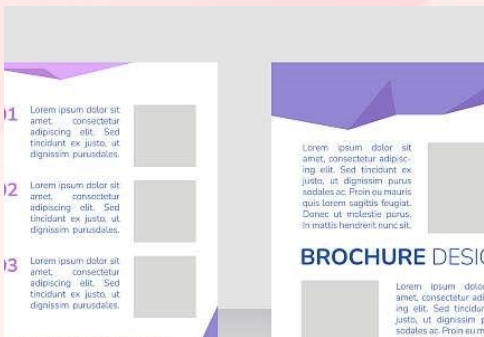 01
Lorem ipsum dolor sit
amet, consectetur
adipiscing elit. Sed
tincidunt ex justo, ut
dignissim purusdales.
02
Lorem ipsum dolor sit
amet, consectetur
adipiscing elit. Sed
tincidunt ex justo, ut
dignissim purusdales.
03
Lorem ipsum dolor sit
amet, consectetur
adipiscing elit. Sed
tincidunt ex justo, ut
dignissim purusdales.
Lorem ipsum dolor sit
amet, consectetur adipisc-
ing elit. Sed tincidunt ex
justo, ut dignissim purus
sodales ac. Proin eu mauris
quis lorem sagittis feugiat.
Donec ut molestie purus.
In mattis hendrerit nunc sit.
BROCHURE DESIG
Lorem ipsum dolor
amet, consectetur adi
ing elit. Sed tincidun
justo, ut dignissim p
sodales ac. Proin eu m